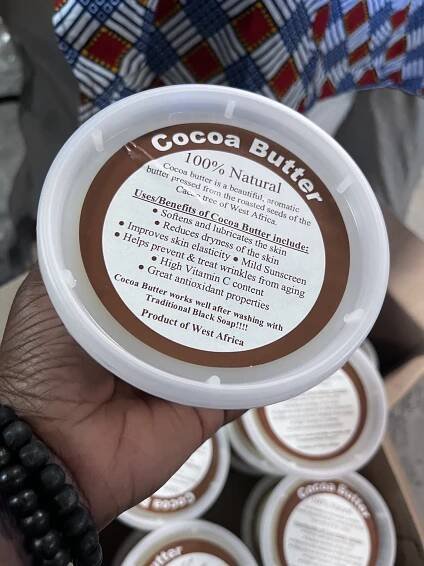 Cocoa Butter
100% Natural
Cocoa butter is a beautiful, aromatic
butter pressed from the roasted seeds of the
Cacao tree of West Africa.
Uses/Benefits of Cocoa Butter include:
• Softens and lubricates the skin
• Reduces dryness of the skin
• Improves skin elasticity • Mild Sunscreen
• Helps prevent & treat wrinkles from aging
• High Vitamin C content
• Great antioxidant properties
Cocoa Butter works well after washing with
Traditional Black Soap!!!!
Product of West Africa
Cocoa
Cocoa Butter